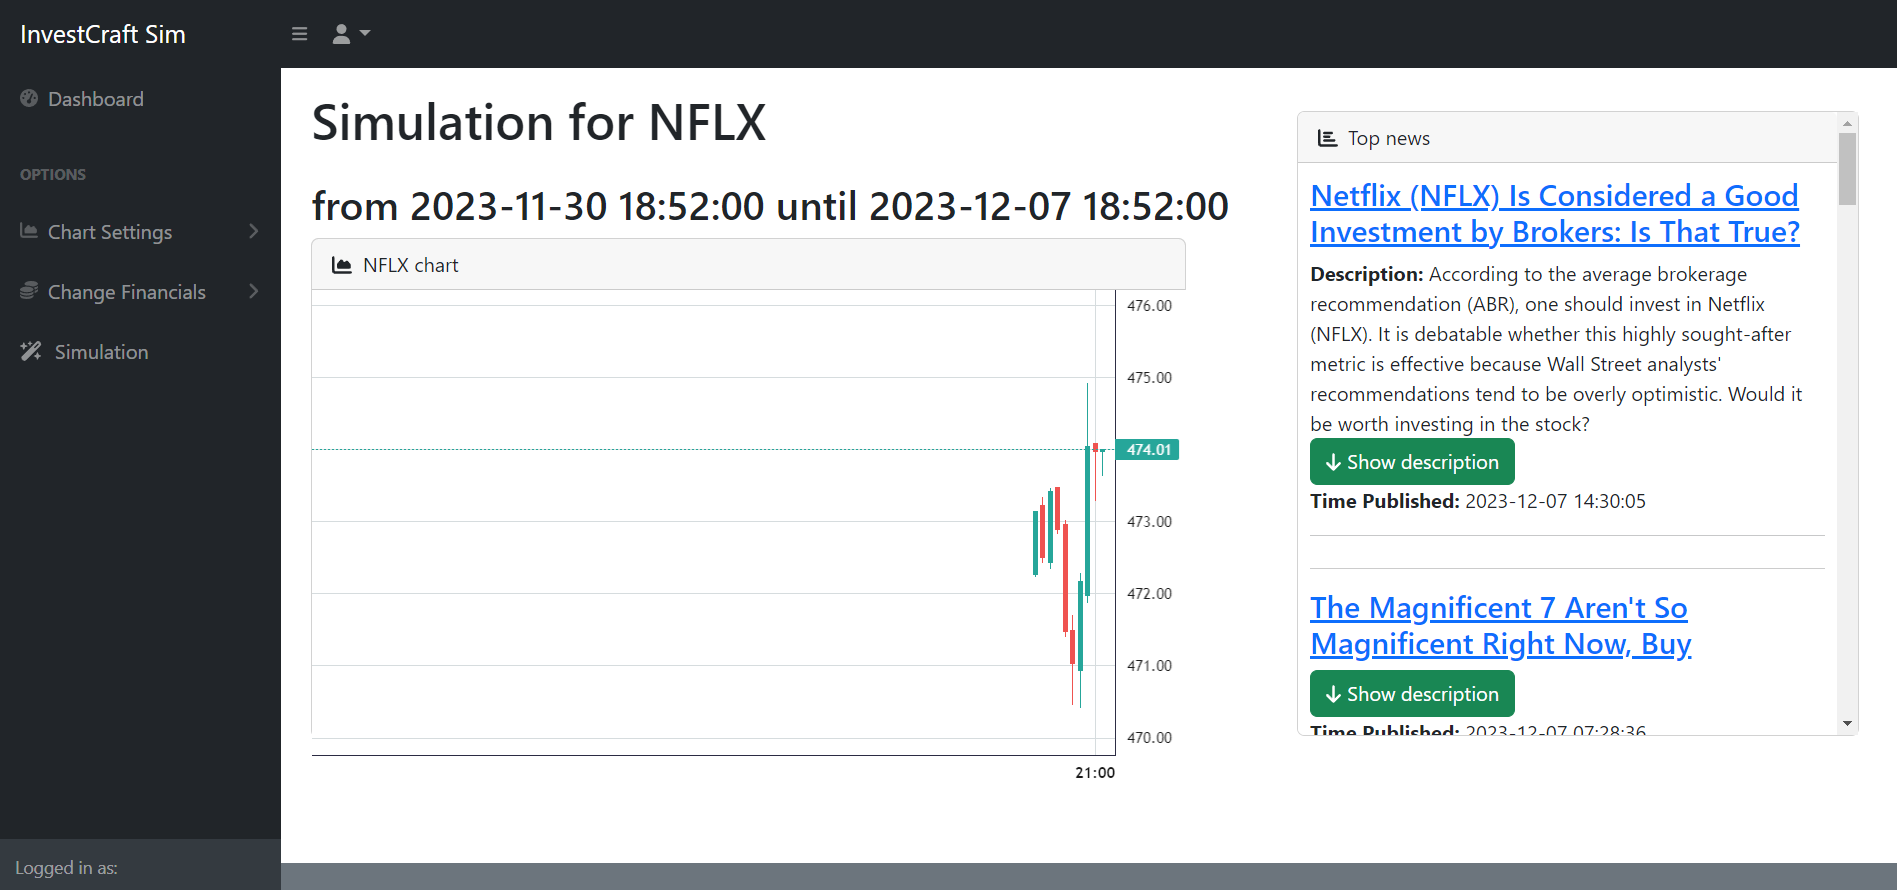 InvestCraft Sim
Dashboard
OPTIONS
Chart Settings
Change Financials
Simulation
Logged in as:
Simulation for NFLX
from 2023-11-30 18:52:00 until 2023-12-07 18:52:00
NFLX chart
476.00
475.00
474.01
473.00
472.00
471.00
470.00
21:00
Top news
Netflix (NFLX) Is Considered a Good
Investment by Brokers: Is That True?
Description: According to the average brokerage
recommendation (ABR), one should invest in Netflix
(NFLX). It is debatable whether this highly sought-after
metric is effective because Wall Street analysts'
recommendations tend to be overly optimistic. Would it
be worth investing in the stock?
Show description
Time Published: 2023-12-07 14:30:05
The Magnificent 7 Aren't So
Magnificent Right Now, Buy
Show description
Time Published: 2023-12-07 07:28:36